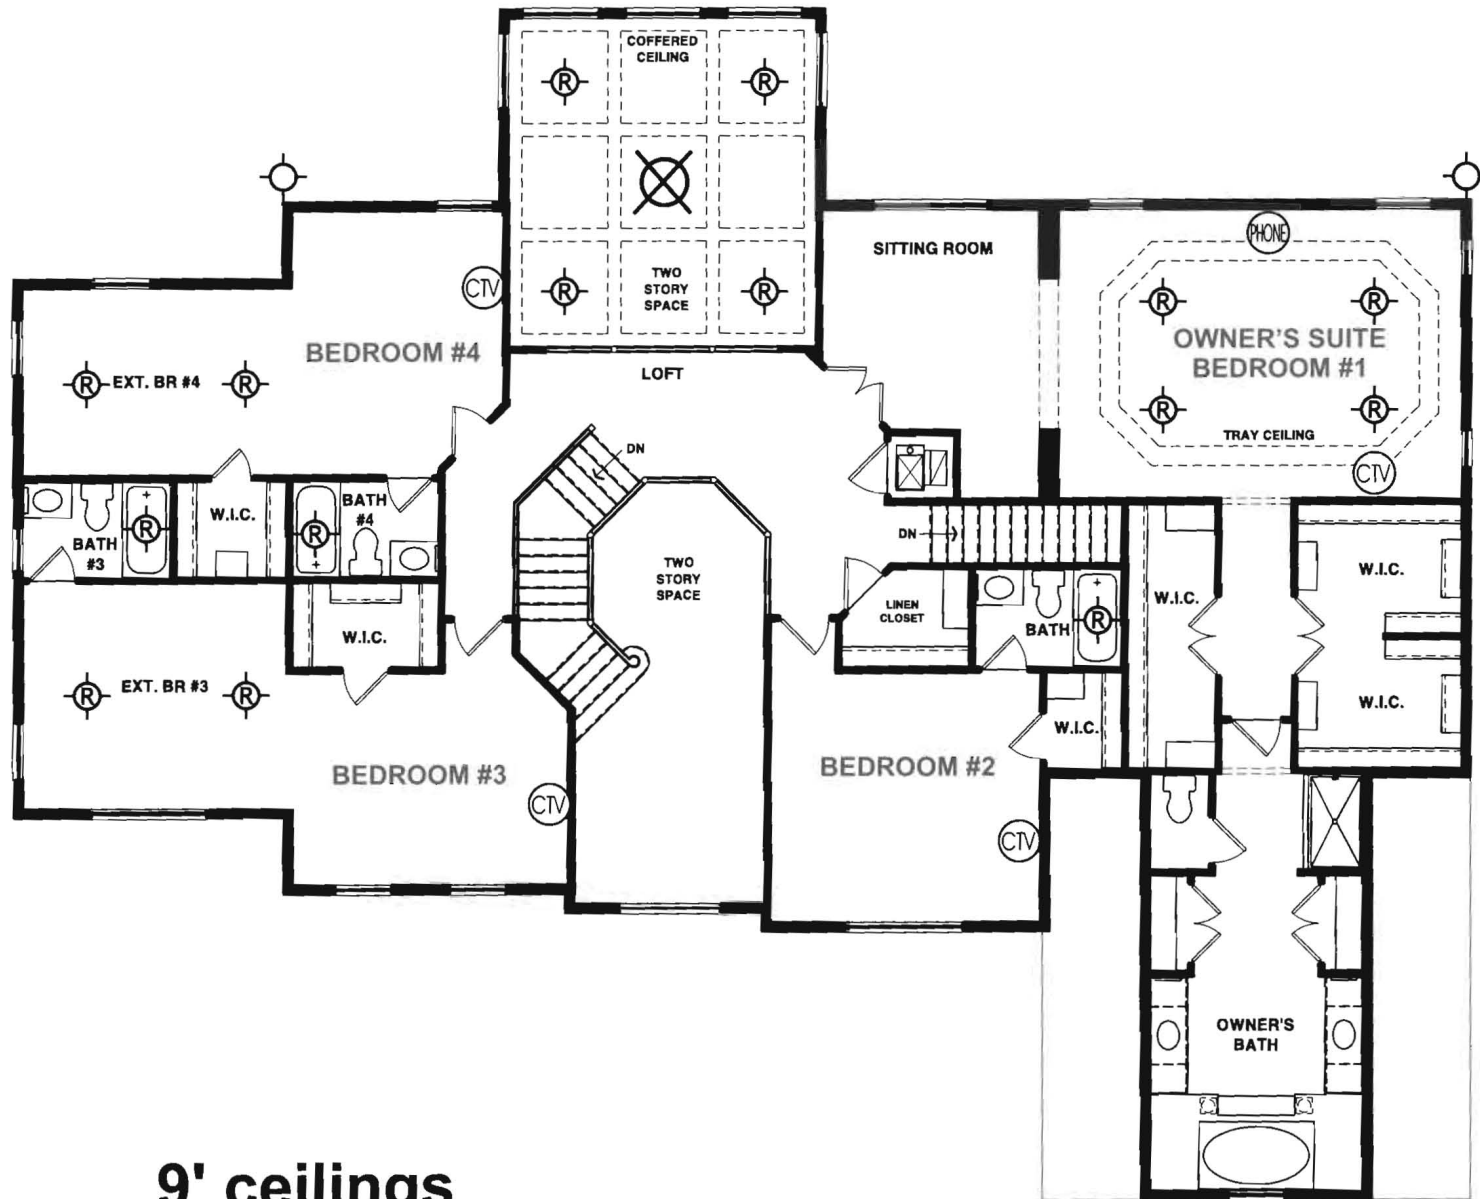 COFFERED
CEILING
R
R
R
R
TWO
STORY
SPACE
SITTING ROOM
PHONE
R
R
OWNER'S SUITE
BEDROOM #1
R
R
TRAY CEILING
CTV
CTV
BEDROOM #4
R
EXT. BR #4
R
LOFT
DN
W.I.C.
BATH
#4
R
R
BATH
#3
W.I.C.
TWO
STORY
SPACE
DN
LINEN
CLOSET
BATH
R
W.I.C.
W.I.C.
W.I.C.
W.I.C.
R
EXT. BR #3
R
BEDROOM #3
CTV
BEDROOM #2
CTV
OWNER'S
BATH
9' ceilings